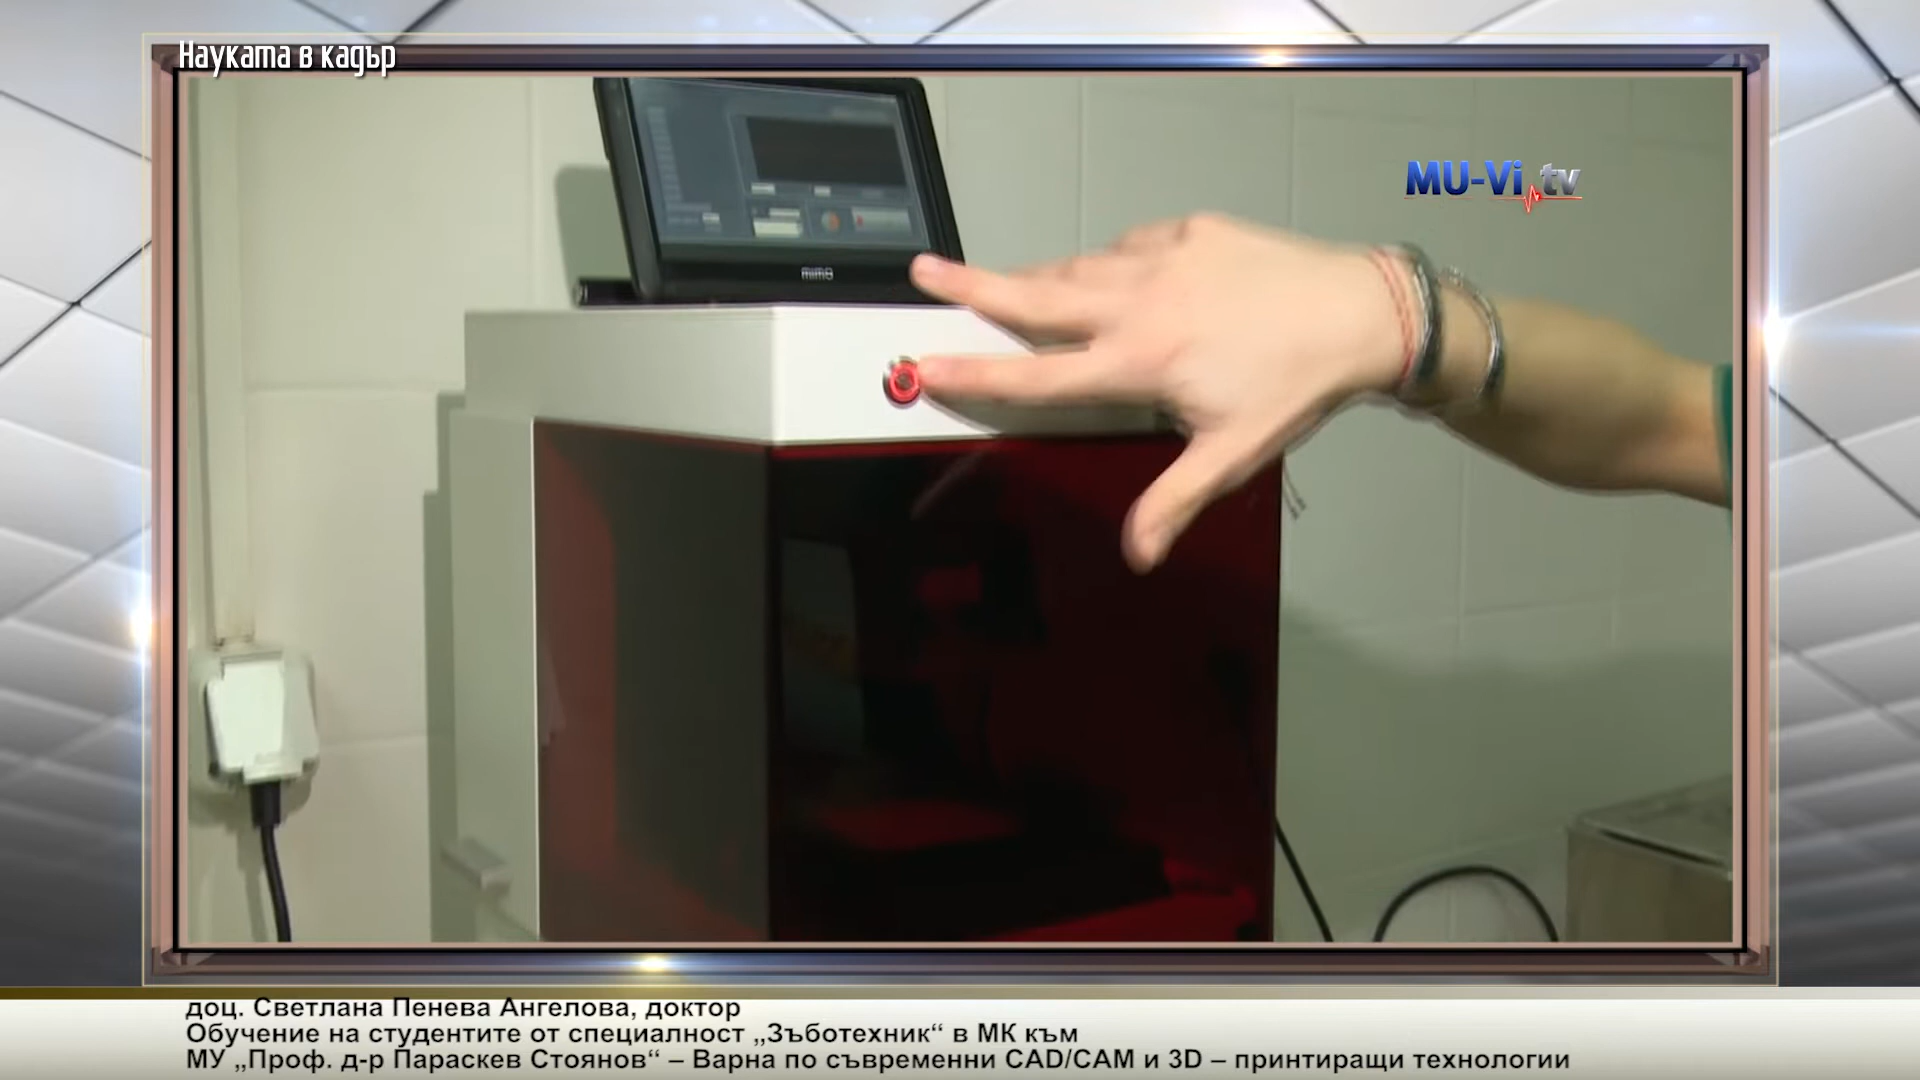 Науката в кадър
MU-Vi.tv
mimo
доц. Светлана Пенева Ангелова, доктор
Обучение на студентите от специалност „Зъботехник“ в МК към
МУ „Проф. д-р Параскев Стоянов“ – Варна по съвременни CAD/CAM и 3D – принтиращи технологии